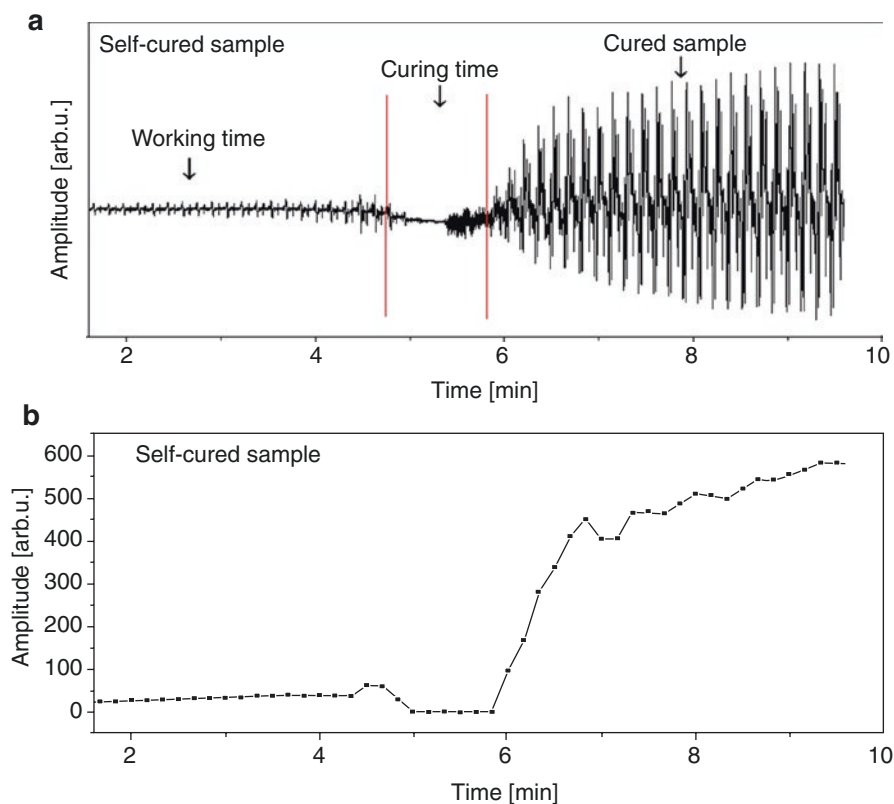 a
Self-cured sample
Cured sample
Curing time
Working time
Amplitude [arb.u.]
2 4 6 8 10
Time [min]
b
Self-cured sample
600
500
400
300
200
100
0
Amplitude [arb.u.]
2 4 6 8 10
Time [min]